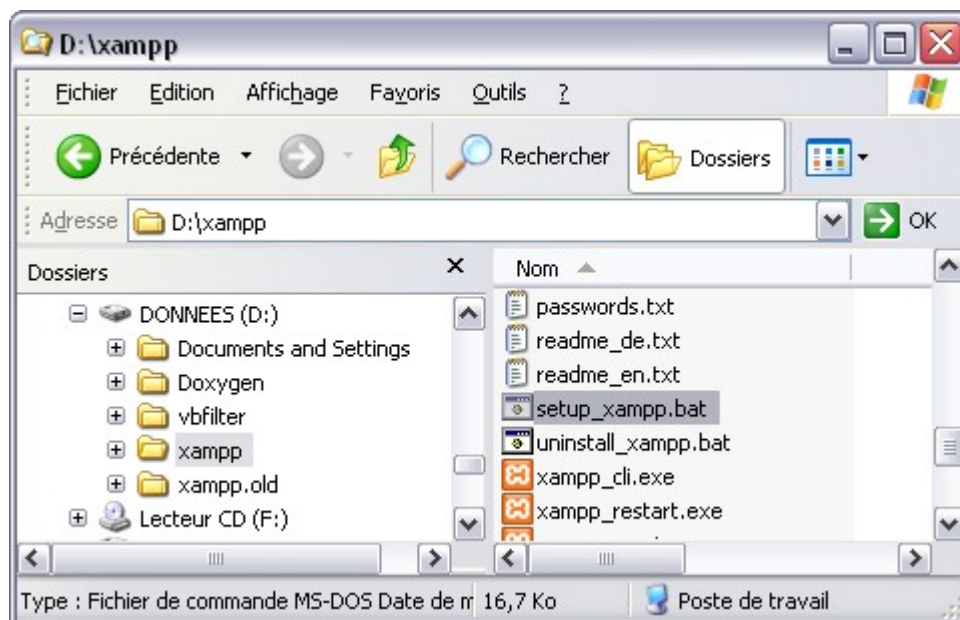 D:\xampp
Fichier Edition Affichage Favoris Outils ?
Précédente Rechercher Dossiers
Adresse D:\xampp OK
Dossiers
DONNEES (D:)
Documents and Settings
Doxygen
vbfilter
xampp
xampp.old
Lecteur CD (F:)
Nom
passwords.txt
readme_de.txt
readme_en.txt
setup_xampp.bat
uninstall_xampp.bat
xampp_cli.exe
xampp_restart.exe
Type : Fichier de commande MS-DOS Date de 16,7 Ko Poste de travail